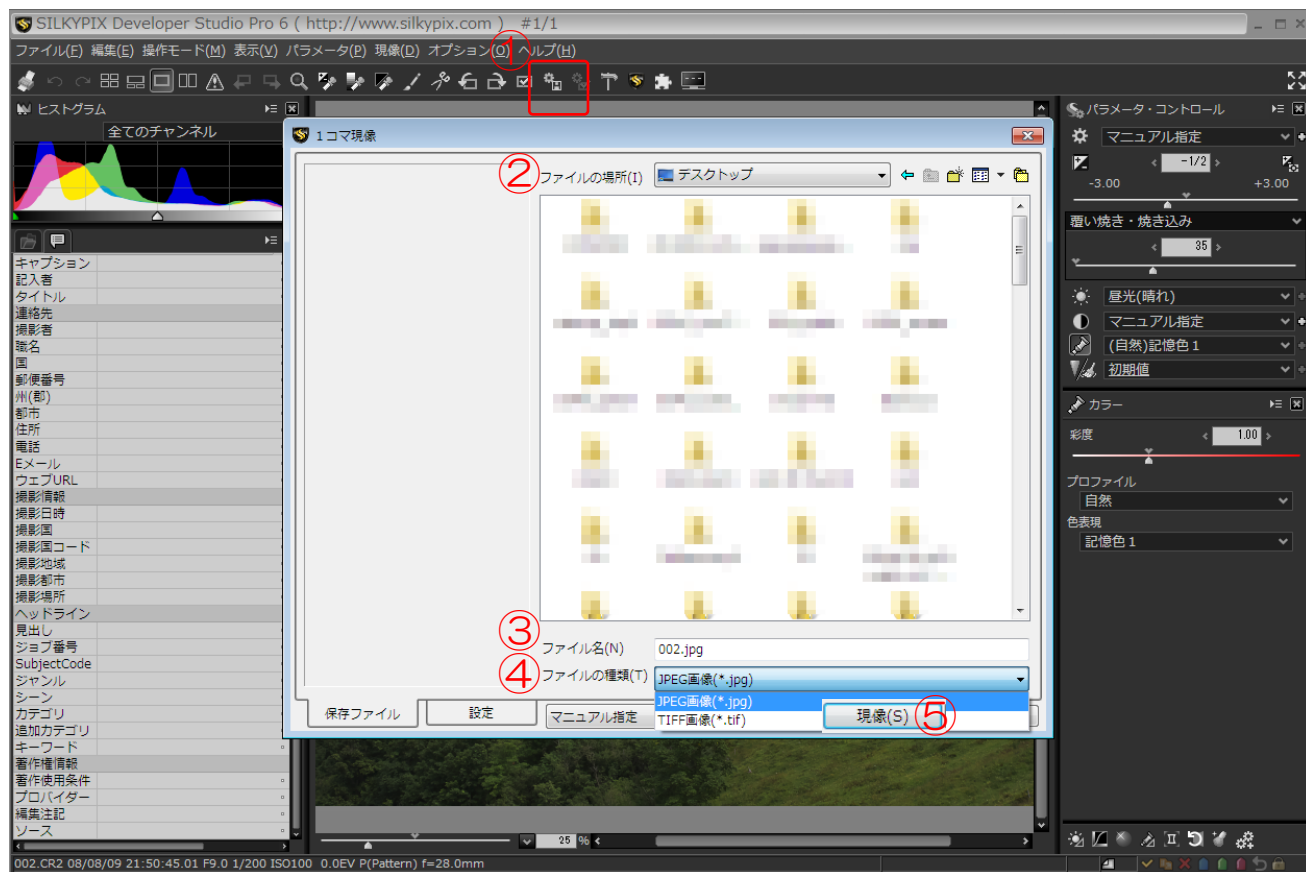 SILKYPIX Developer Studio Pro 6 ( http://www.silkypix.com )   #1/1
ファイル(F) 編集(E) 操作モード(M) 表示(V) パラメータ(P) 現像(D) オプション(O) ヘルプ(H)
①
ヒストグラム
全てのチャンネル
キャプション
記入者
タイトル
連絡先
撮影者
職名
国
郵便番号
州(郡)
都市
住所
電話
Eメール
ウェブURL
撮影情報
撮影日時
撮影国
撮影国コード
撮影地域
撮影都市
撮影場所
ヘッドライン
見出し
ジョブ番号
SubjectCode
ジャンル
シーン
カテゴリ
追加カテゴリ
キーワード
著作権情報
著作使用条件
プロバイダー
編集注記
ソース
1コマ現像
② ファイルの場所(I) デスクトップ
③ ファイル名(N) 002.jpg
④ ファイルの種類(T) JPEG画像(*.jpg)
JPEG画像(*.jpg)
TIFF画像(*.tif)
保存ファイル 設定 マニュアル指定 現像(S) ⑤
25 %
パラメータ・コントロール
マニュアル指定
-1/2
-3.00 +3.00
覆い焼き・焼き込み
35
昼光(晴れ)
マニュアル指定
(自然)記憶色1
初期値
カラー
彩度 1.00
プロファイル
自然
色表現
記憶色1
002.CR2 08/08/09 21:50:45.01 F9.0 1/200 ISO100  0.0EV P(Pattern) f=28.0mm